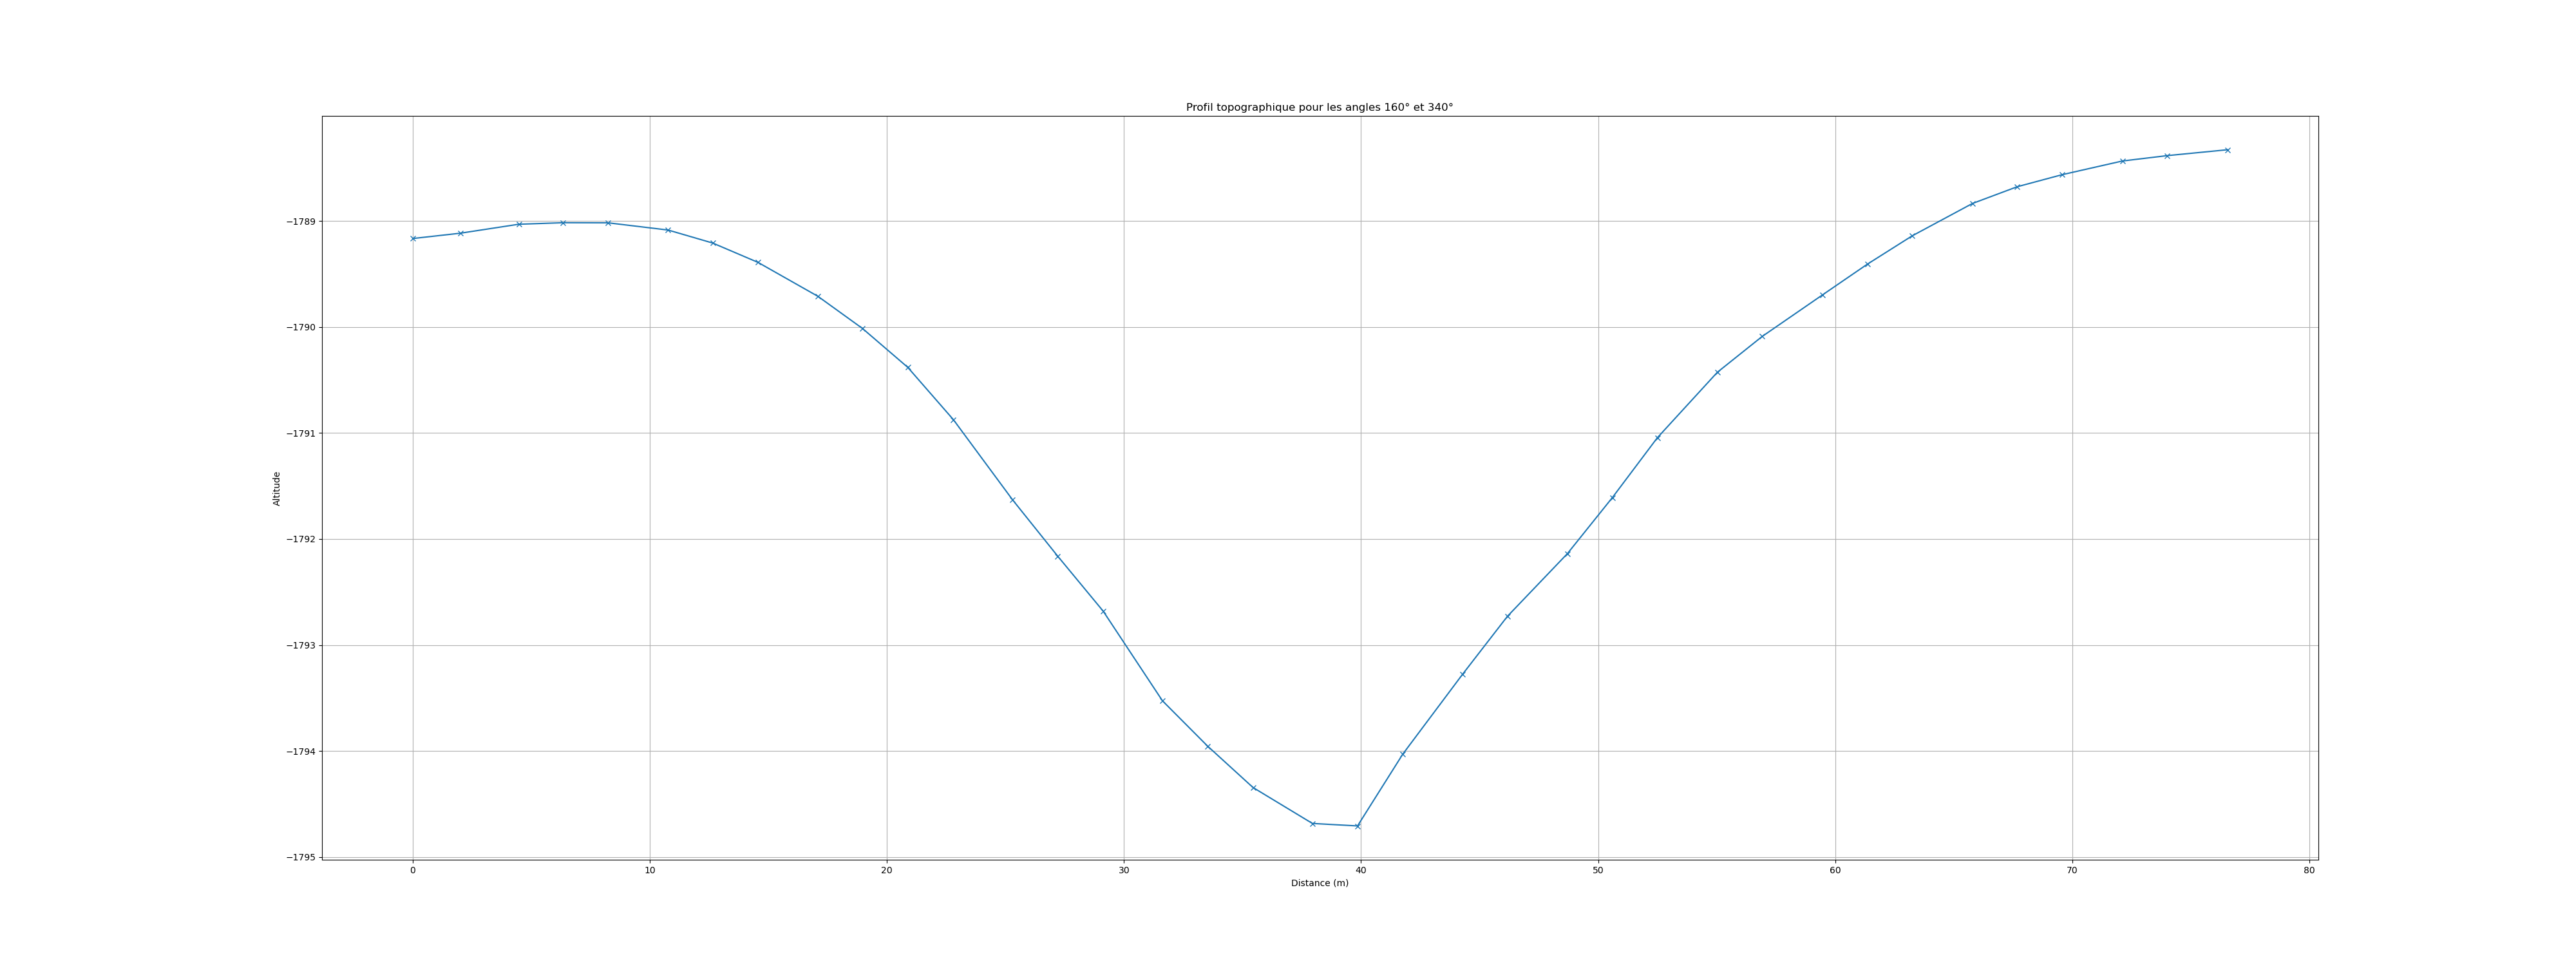 Profil topographique pour les angles 160° et 340°
−1789
−1790
−1791
−1792
−1793
−1794
−1795
Altitude
0 10 20 30 40 50 60 70 80
Distance (m)